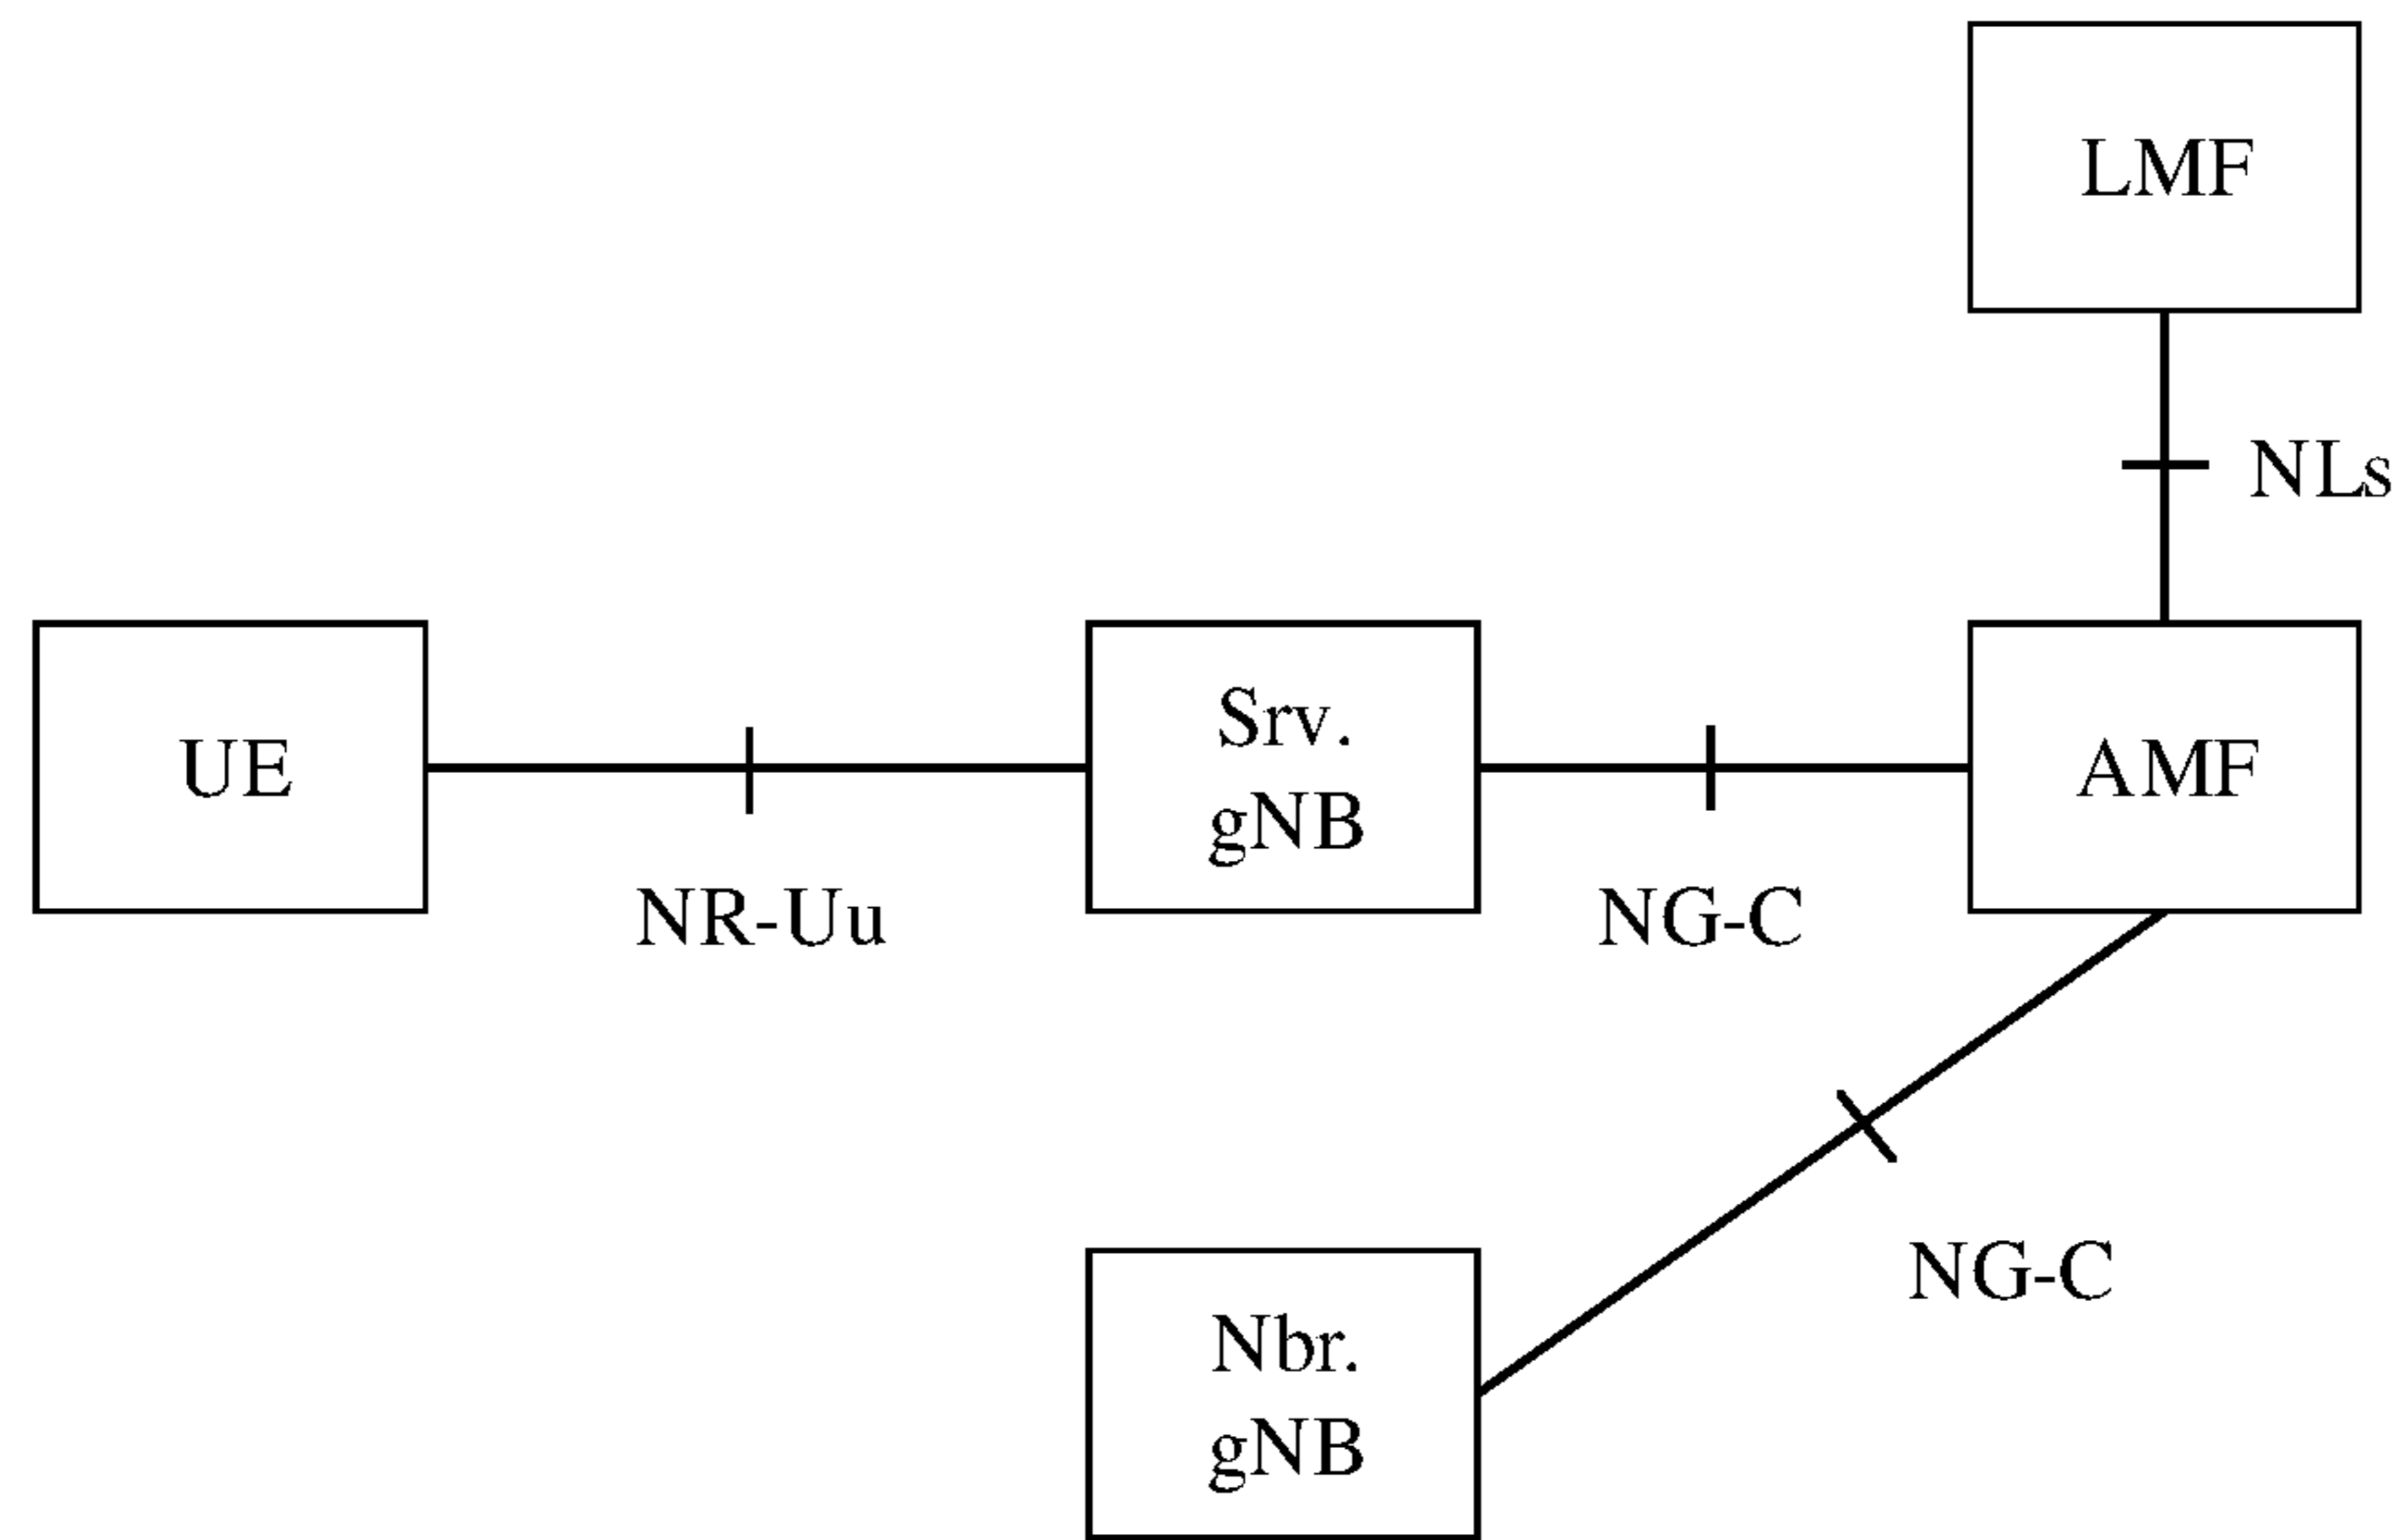 LMF
NLs
UE
Srv.
gNB
AMF
NR-Uu
NG-C
NG-C
Nbr.
gNB